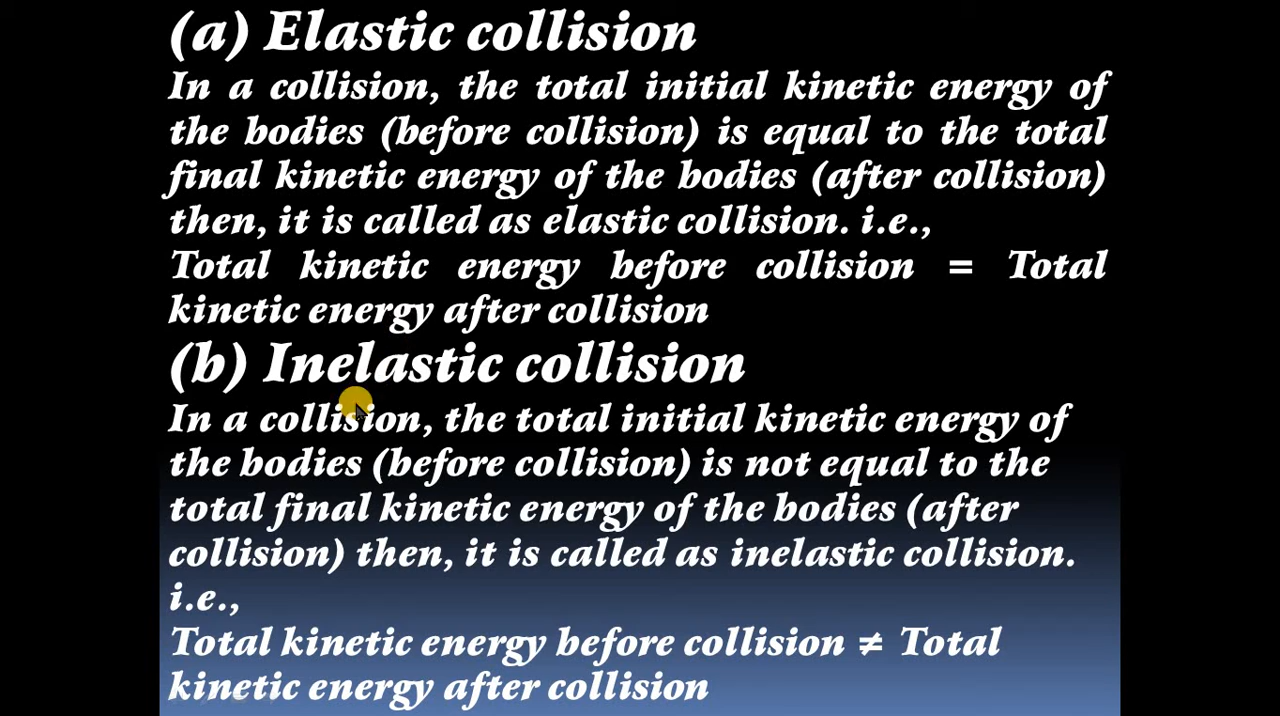 (a) Elastic collision
In a collision, the total initial kinetic energy of
the bodies (before collision) is equal to the total
final kinetic energy of the bodies (after collision)
then, it is called as elastic collision. i.e.,
Total kinetic energy before collision = Total
kinetic energy after collision
(b) Inelastic collision
In a collision, the total initial kinetic energy of
the bodies (before collision) is not equal to the
total final kinetic energy of the bodies (after
collision) then, it is called as inelastic collision.
i.e.,
Total kinetic energy before collision ≠ Total
kinetic energy after collision